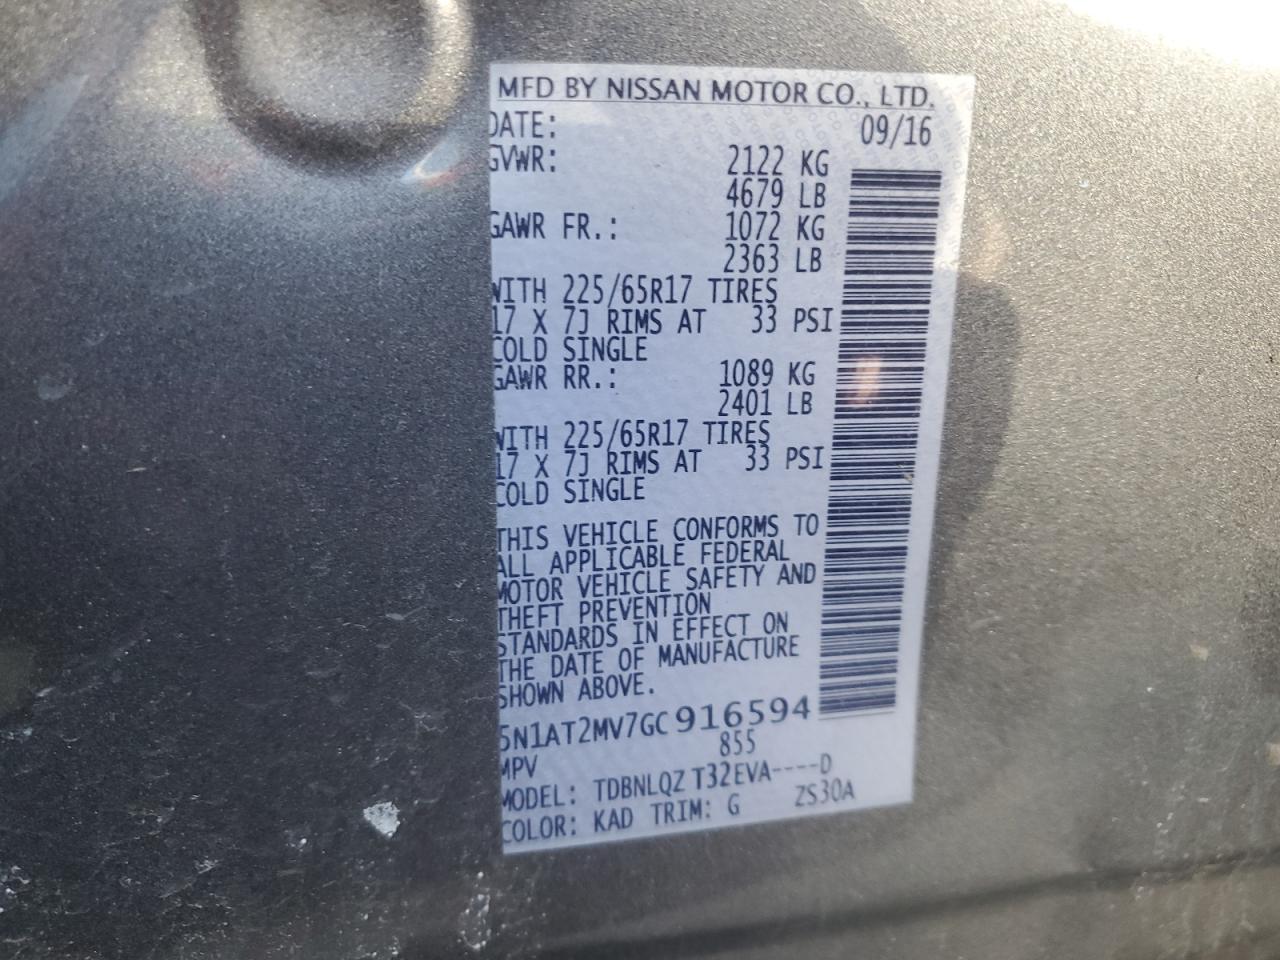 MFD BY NISSAN MOTOR CO., LTD.
DATE: 09/16
GVWR: 2122 KG
4679 LB
GAWR FR.: 1072 KG
2363 LB
WITH 225/65R17 TIRES
17 X 7J RIMS AT 33 PSI
COLD SINGLE
GAWR RR.: 1089 KG
2401 LB
WITH 225/65R17 TIRES
17 X 7J RIMS AT 33 PSI
COLD SINGLE
THIS VEHICLE CONFORMS TO
ALL APPLICABLE FEDERAL
MOTOR VEHICLE SAFETY AND
THEFT PREVENTION
STANDARDS IN EFFECT ON
THE DATE OF MANUFACTURE
SHOWN ABOVE.
5N1AT2MV7GC916594
MPV 855
MODEL: TDBNLQZ T32EVA----D
COLOR: KAD TRIM: G ZS30A